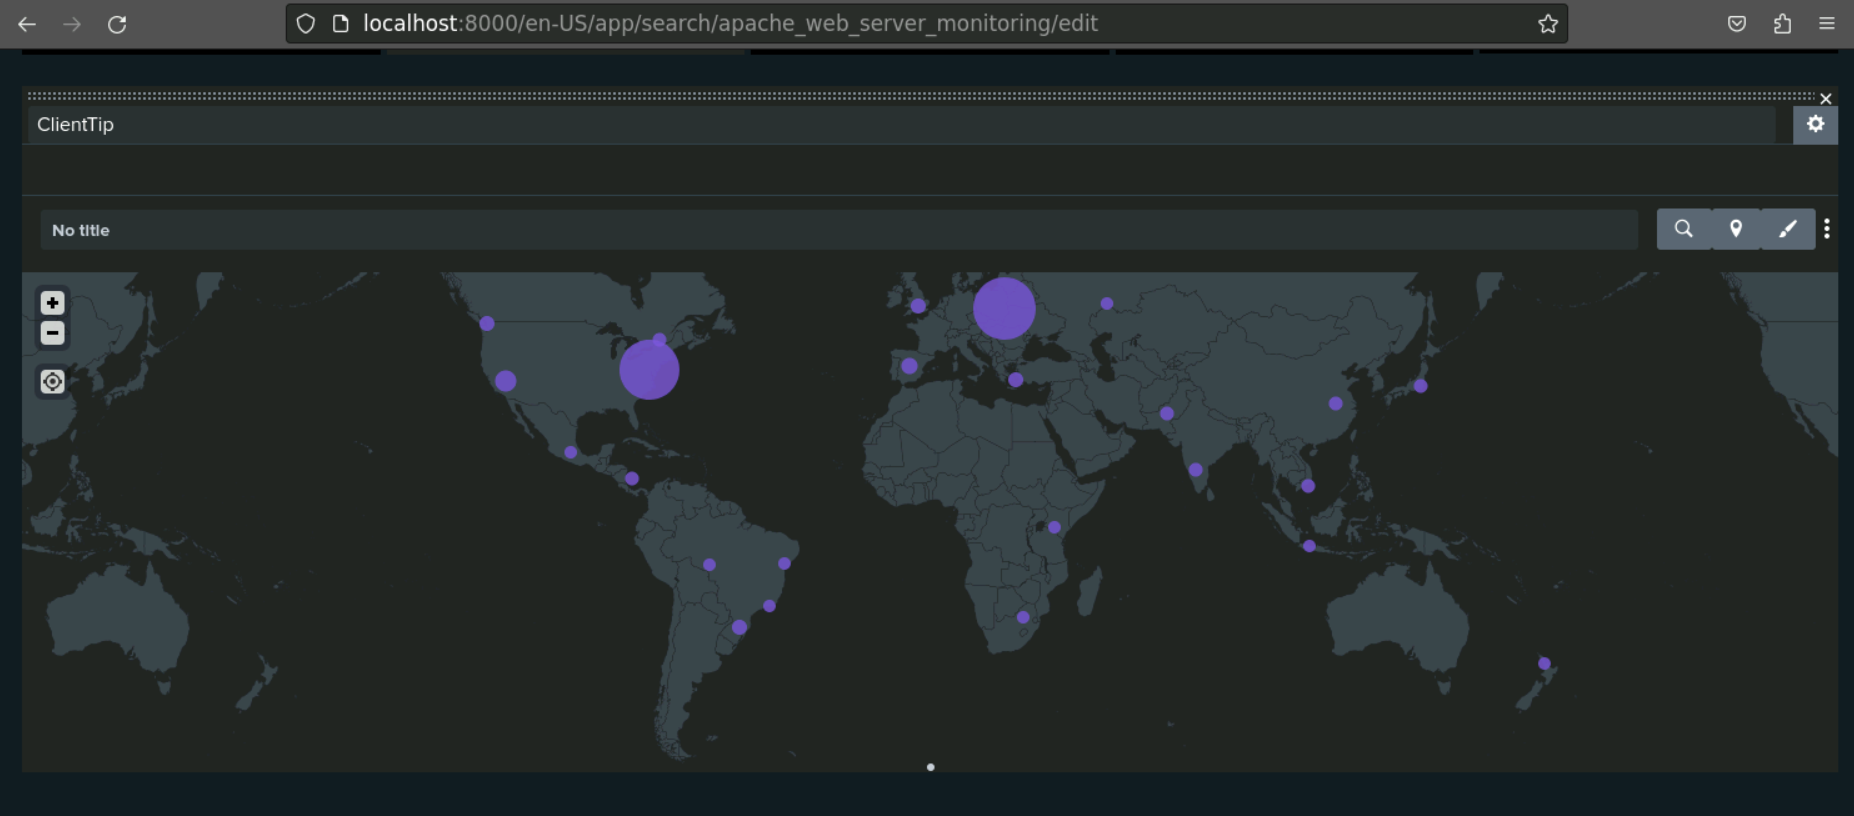 localhost:8000/en-US/app/search/apache_web_server_monitoring/edit
ClientTip
No title